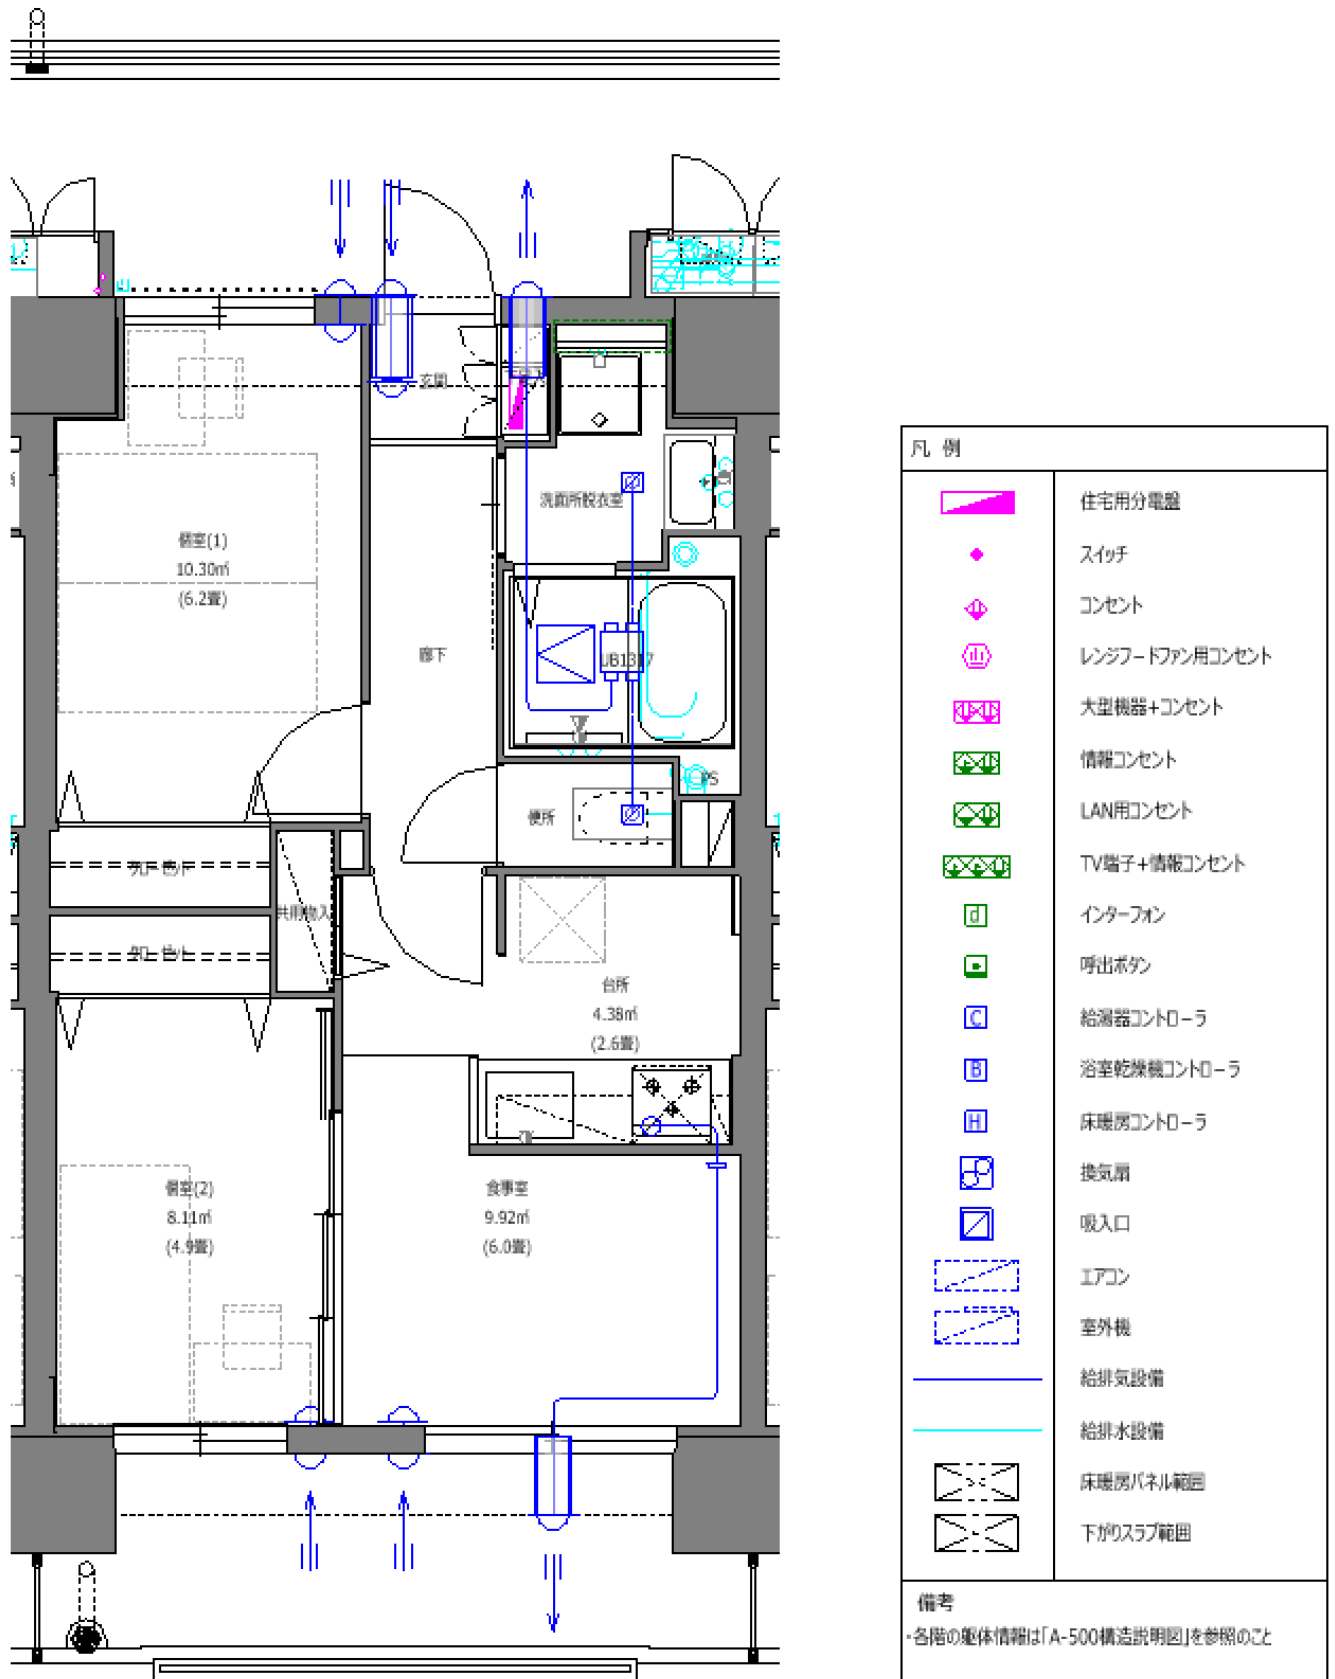 玄関
物入
洗面所脱衣室
個室(1)
10.30㎡
(6.2畳)
廊下
UB1317
PS
便所
クローゼット
共用物入
クローゼット
台所
4.38㎡
(2.6畳)
個室(2)
8.11㎡
(4.9畳)
食事室
9.92㎡
(6.0畳)
凡 例
住宅用分電盤
スイッチ
コンセント
レンジフードファン用コンセント
大型機器+コンセント
情報コンセント
LAN用コンセント
TV端子+情報コンセント
d インターフォン
呼出ボタン
C 給湯器コントローラ
B 浴室乾燥機コントローラ
H 床暖房コントローラ
換気扇
吸入口
エアコン
室外機
給排気設備
給排水設備
床暖房パネル範囲
下がりスラブ範囲
備考
・各階の躯体情報は「A-500構造説明図」を参照のこと